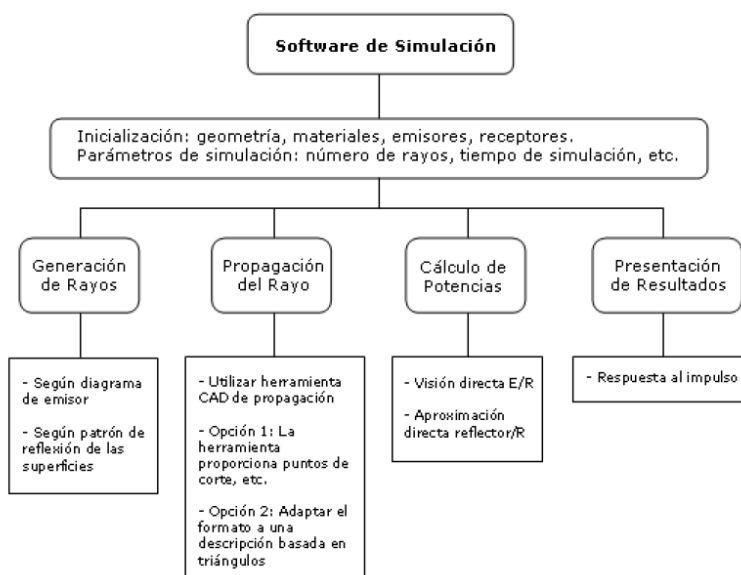 Software de Simulación
Inicialización: geometría, materiales, emisores, receptores.
Parámetros de simulación: número de rayos, tiempo de simulación, etc.
Generación
de Rayos
Propagación
del Rayo
Cálculo de
Potencias
Presentación
de Resultados
- Según diagrama
de emisor
- Según patrón de
reflexión de las
superficies
- Utilizar herramienta
CAD de propagación
- Opción 1: La
herramienta
proporciona puntos de
corte, etc.
- Opción 2: Adaptar el
formato a una
descripción basada en
triángulos
- Visión directa E/R
- Aproximación
directa reflector/R
- Respuesta al impulso